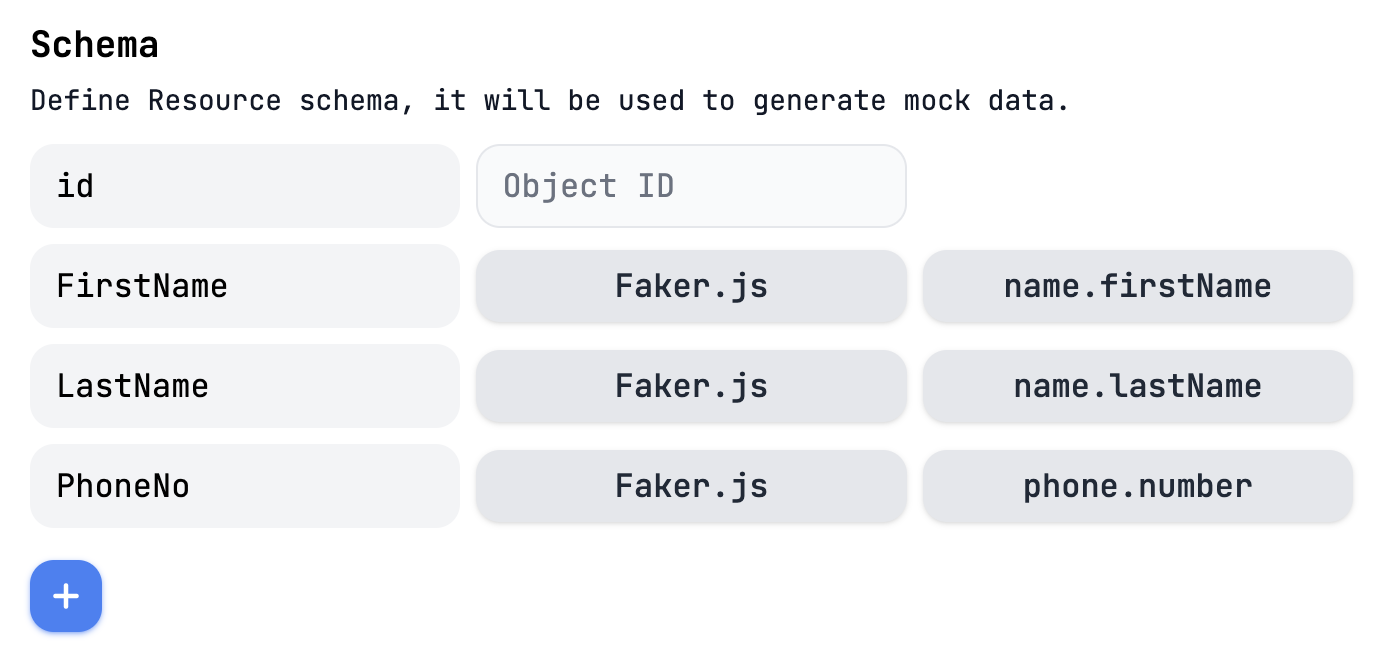 Schema
Define Resource schema, it will be used to generate mock data.
id Object ID
FirstName Faker.js name.firstName
LastName Faker.js name.lastName
PhoneNo Faker.js phone.number
+